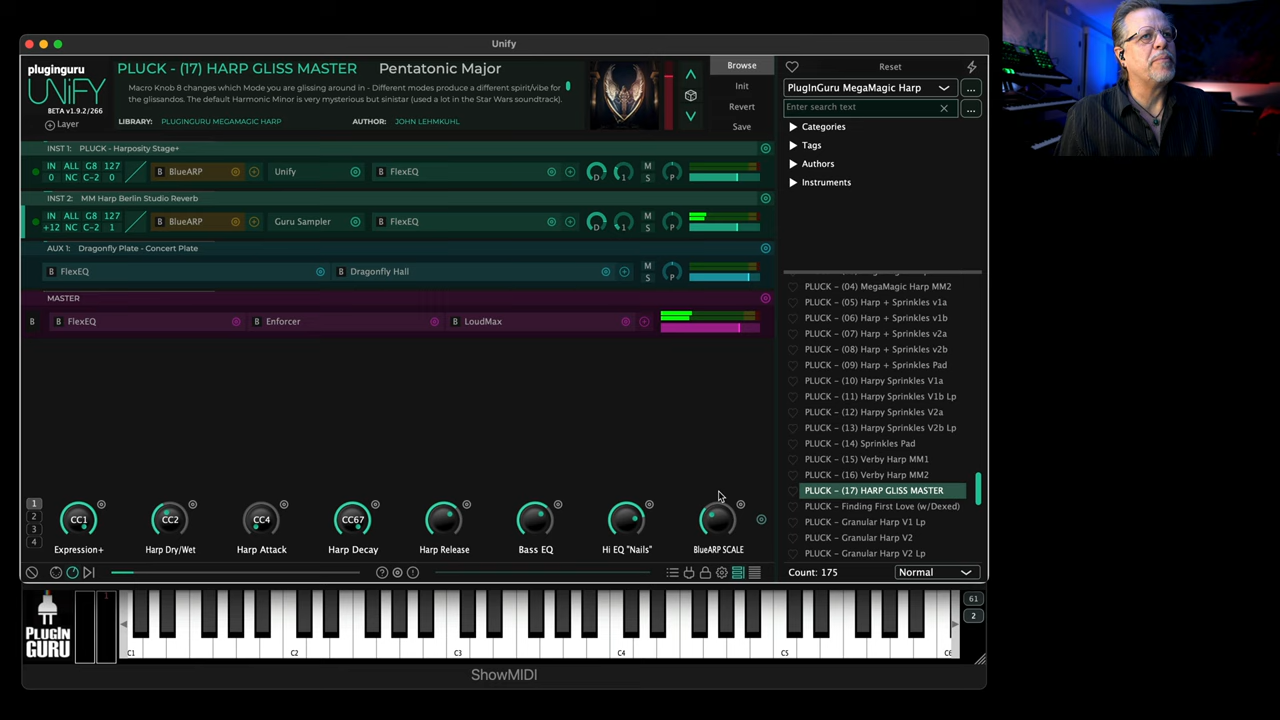 Unify
pluginguru
UNIFY
BETA v1.9.2/266
Layer
PLUCK - (17) HARP GLISS MASTER Pentatonic Major
Macro Knob 8 changes which Mode you are glissing around in - Different modes produce a different spirit/vibe for
the glissandos. The default Harmonic Minor is very mysterious but sinistar (used a lot in the Star Wars soundtrack).
LIBRARY: PLUGINGURU MEGAMAGIC HARP AUTHOR: JOHN LEHMKUHL
Browse
Init
Revert
Save
Reset
PlugInGuru MegaMagic Harp ...
Enter search text ...
Categories
Tags
Authors
Instruments
INST 1: PLUCK - Harposity Stage+
IN ALL G8 127
0 NC C-2 0
B BlueARP Unify B FlexEQ D 1 M S P
INST 2: MM Harp Berlin Studio Reverb
IN ALL G8 127
+12 NC C-2 1
B BlueARP Guru Sampler B FlexEQ D 1 M S P
AUX 1: Dragonfly Plate - Concert Plate
B FlexEQ B Dragonfly Hall M S P
MASTER
B B FlexEQ B Enforcer B LoudMax
PLUCK - (04) MegaMagic Harp MM2
PLUCK - (05) Harp + Sprinkles v1a
PLUCK - (06) Harp + Sprinkles v1b
PLUCK - (07) Harp + Sprinkles v2a
PLUCK - (08) Harp + Sprinkles v2b
PLUCK - (09) Harp + Sprinkles Pad
PLUCK - (10) Harpy Sprinkles V1a
PLUCK - (11) Harpy Sprinkles V1b Lp
PLUCK - (12) Harpy Sprinkles V2a
PLUCK - (13) Harpy Sprinkles V2b Lp
PLUCK - (14) Sprinkles Pad
PLUCK - (15) Verby Harp MM1
PLUCK - (16) Verby Harp MM2
PLUCK - (17) HARP GLISS MASTER
PLUCK - Finding First Love (w/Dexed)
PLUCK - Granular Harp V1 Lp
PLUCK - Granular Harp V2
PLUCK - Granular Harp V2 Lp
Count: 175 Normal
1
2
3
4
CC1 CC2 CC4 CC67
Expression+ Harp Dry/Wet Harp Attack Harp Decay Harp Release Bass EQ Hi EQ "Nails" BlueARP SCALE
PLUGIN
GURU
1
C1 C2 C3 C4 C5 C6
61
2
ShowMIDI